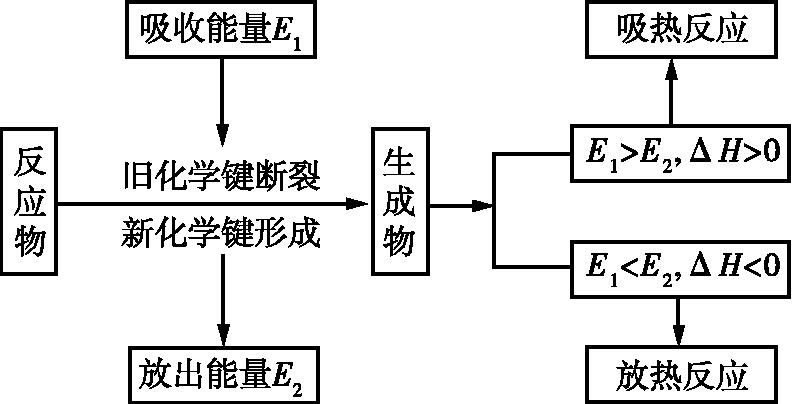 吸收能量E₁
吸热反应
反应物
旧化学键断裂
新化学键形成
生成物
E₁>E₂,ΔH>0
E₁<E₂,ΔH<0
放出能量E₂
放热反应